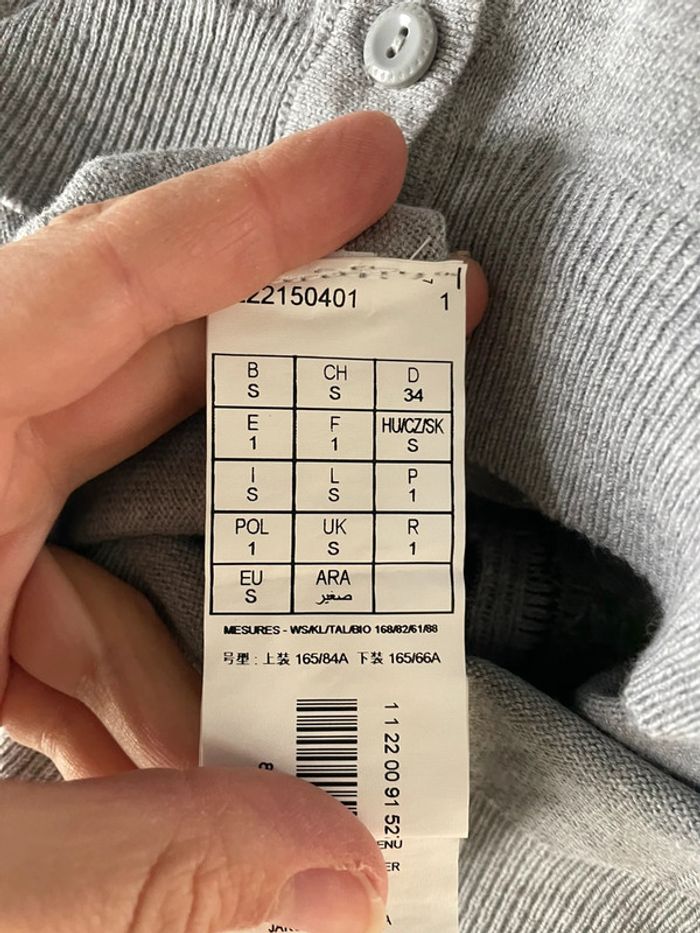 22150401 1
B CH D
S S 34
E F HU/CZ/SK
1 1 S
I L P
S S 1
POL UK R
1 S 1
EU ARA
S صغير
MESURES - WS/KL/TAL/BIO 168/82/61/88
号型 : 上装 165/84A 下装 165/66A
1 1 22 00 91 52